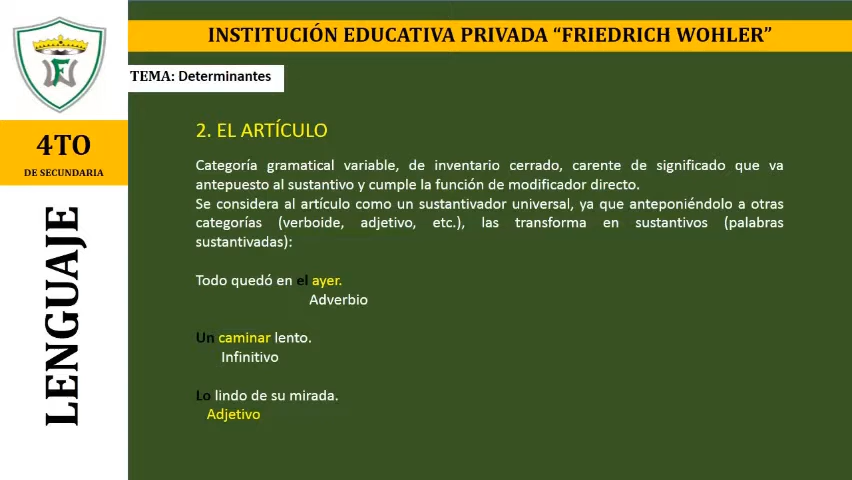 INSTITUCIÓN EDUCATIVA PRIVADA “FRIEDRICH WOHLER”
TEMA: Determinantes
4TO
DE SECUNDARIA
LENGUAJE
2. EL ARTÍCULO
Categoría gramatical variable, de inventario cerrado, carente de significado que va
antepuesto al sustantivo y cumple la función de modificador directo.
Se considera al artículo como un sustantivador universal, ya que anteponiéndolo a otras
categorías (verboide, adjetivo, etc.), las transforma en sustantivos (palabras
sustantivadas):
Todo quedó en el ayer.
Adverbio
Un caminar lento.
Infinitivo
Lo lindo de su mirada.
Adjetivo